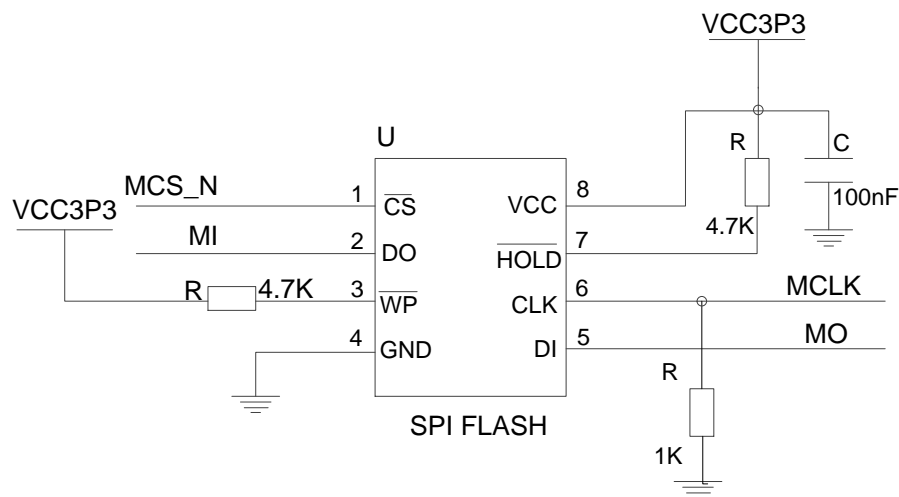 VCC3P3
U
R
C
MCS_N
1
CS
VCC
8
100nF
VCC3P3
MI
2
DO
HOLD
7
4.7K
R
4.7K
3
WP
CLK
6
MCLK
4
GND
DI
5
MO
R
SPI FLASH
1K